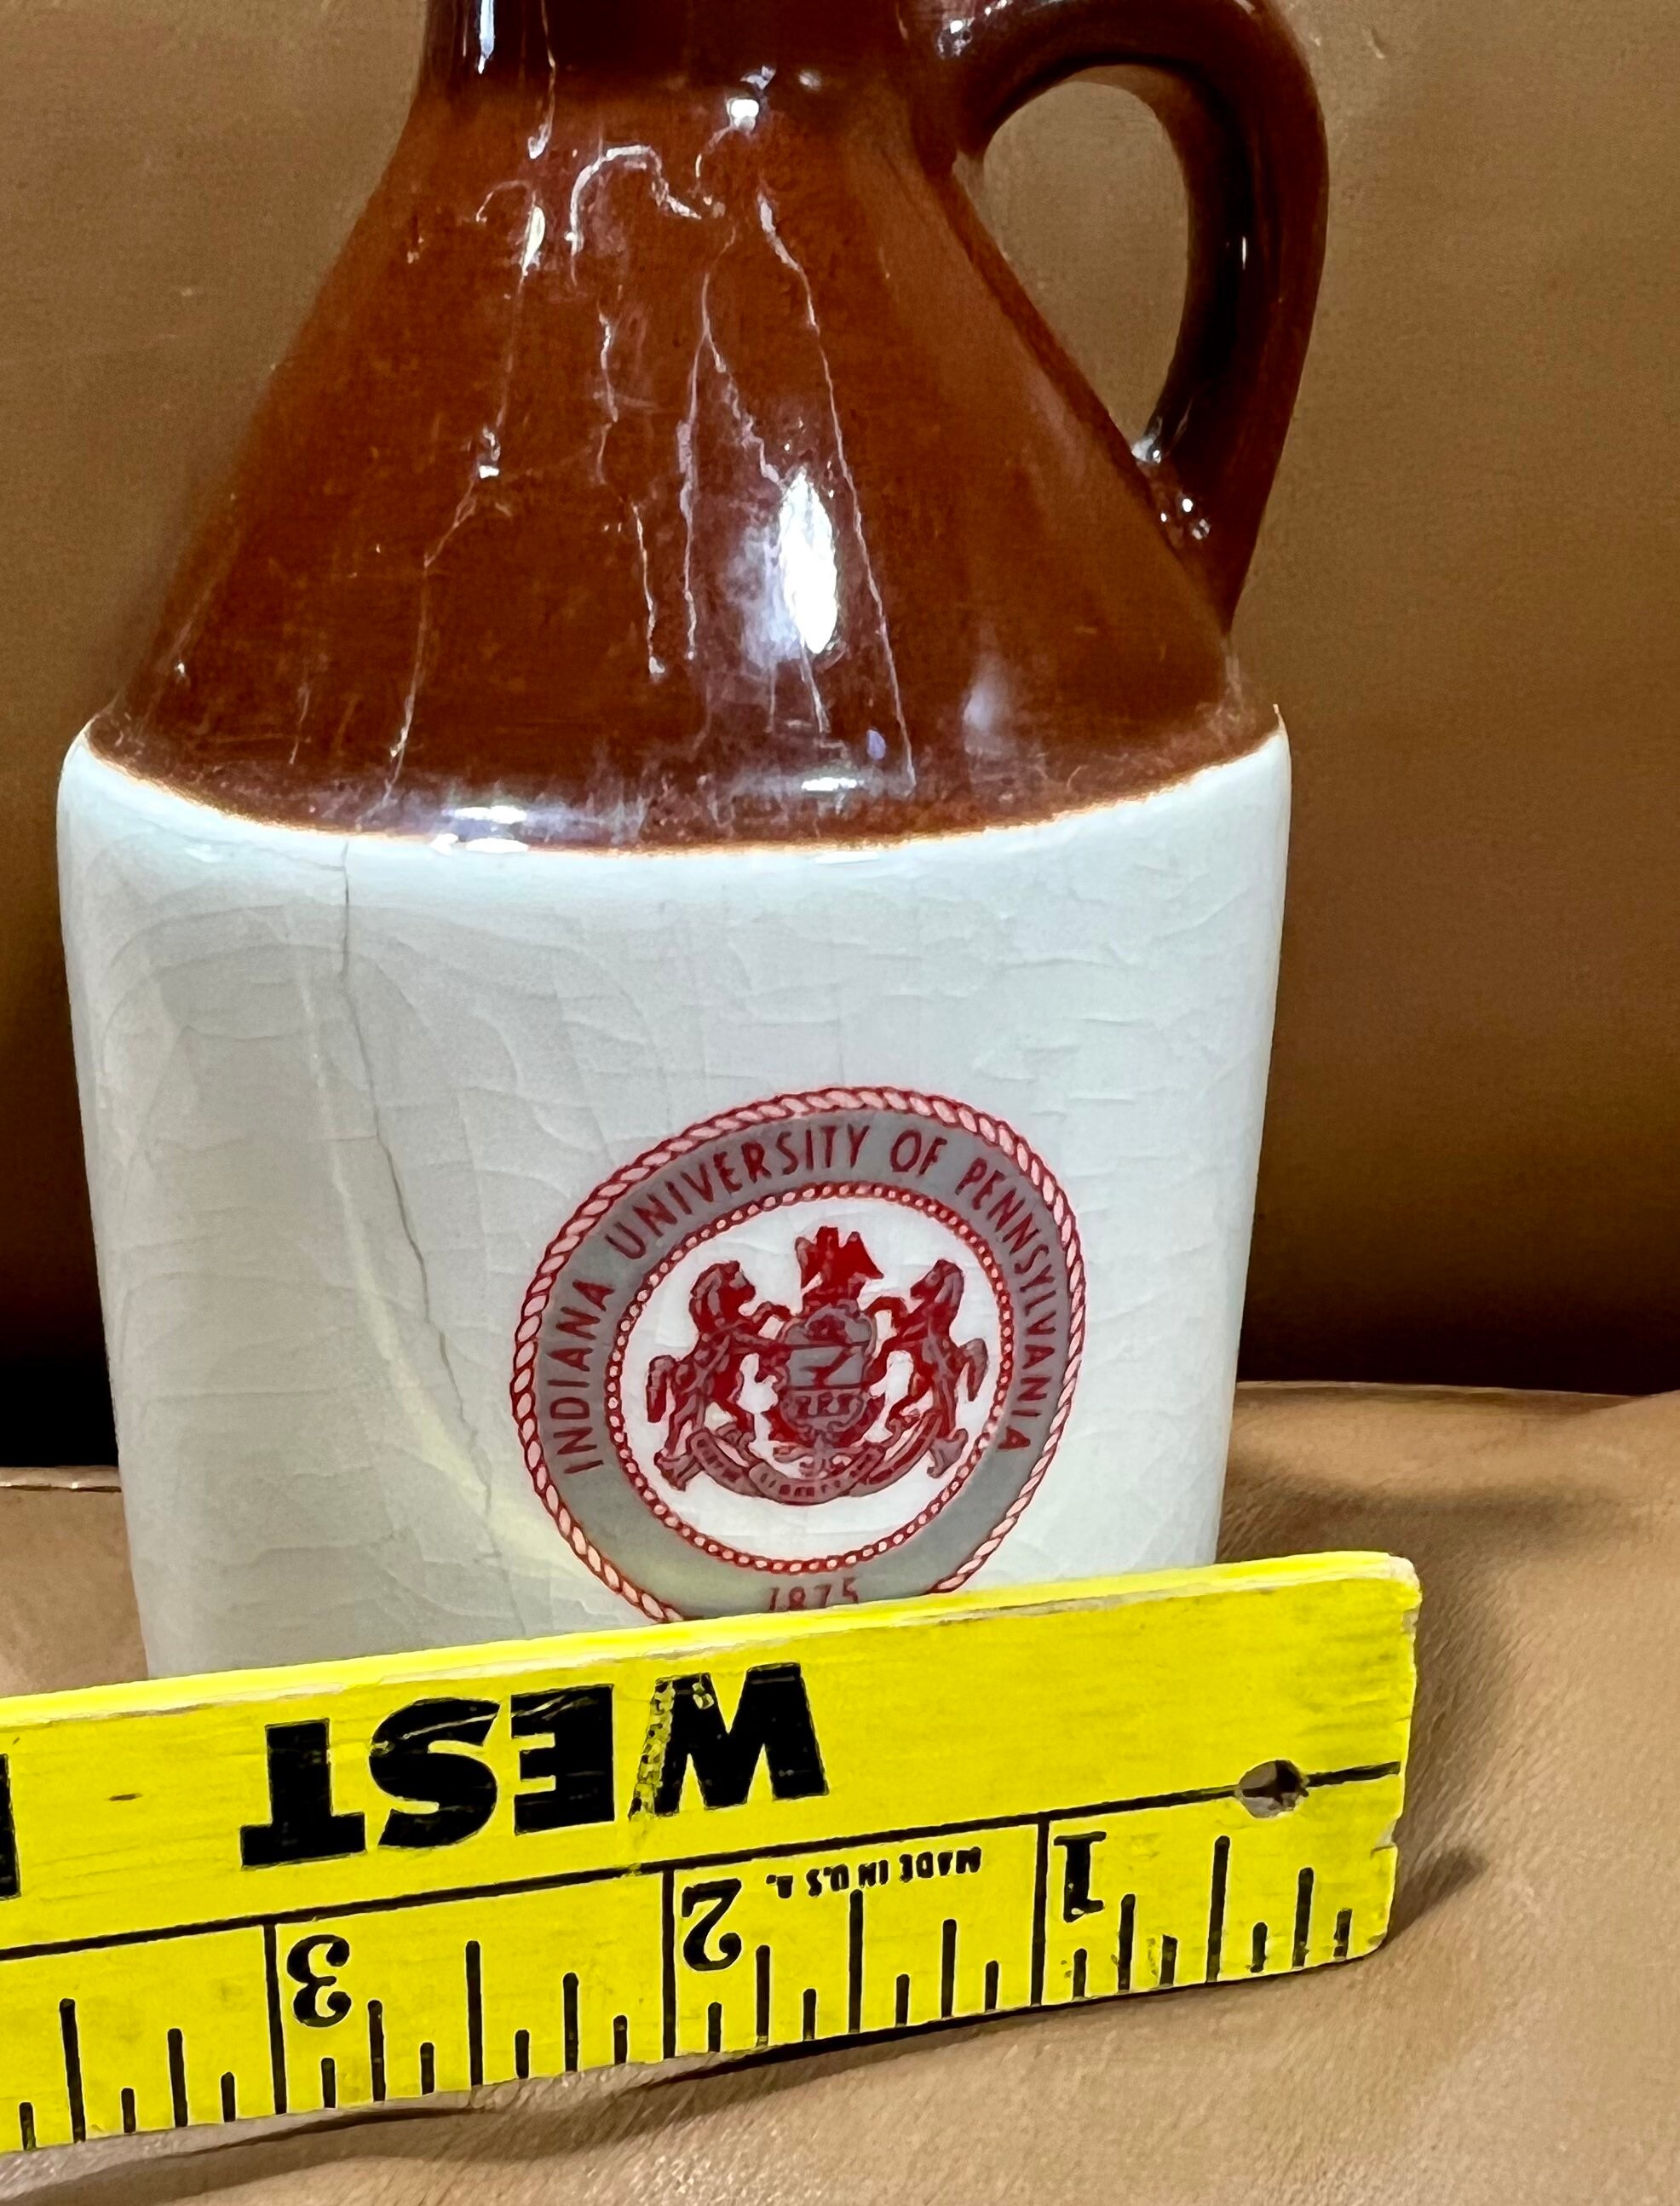 INDIANA UNIVERSITY OF PENNSYLVANIA
1875
WEST
MADE IN U.S.A.
1
2
3